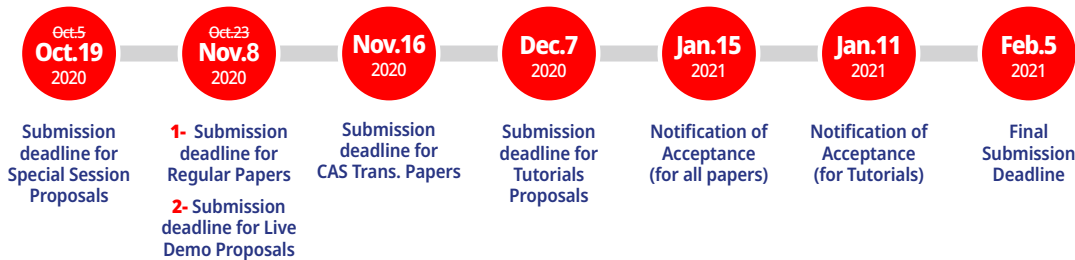 Oct.5
Oct.19
2020
Submission
deadline for
Special Session
Proposals
Oct.23
Nov.8
2020
1- Submission
deadline for
Regular Papers
2- Submission
deadline for Live
Demo Proposals
Nov.16
2020
Submission
deadline for
CAS Trans. Papers
Dec.7
2020
Submission
deadline for
Tutorials
Proposals
Jan.15
2021
Notification of
Acceptance
(for all papers)
Jan.11
2021
Notification of
Acceptance
(for Tutorials)
Feb.5
2021
Final
Submission
Deadline